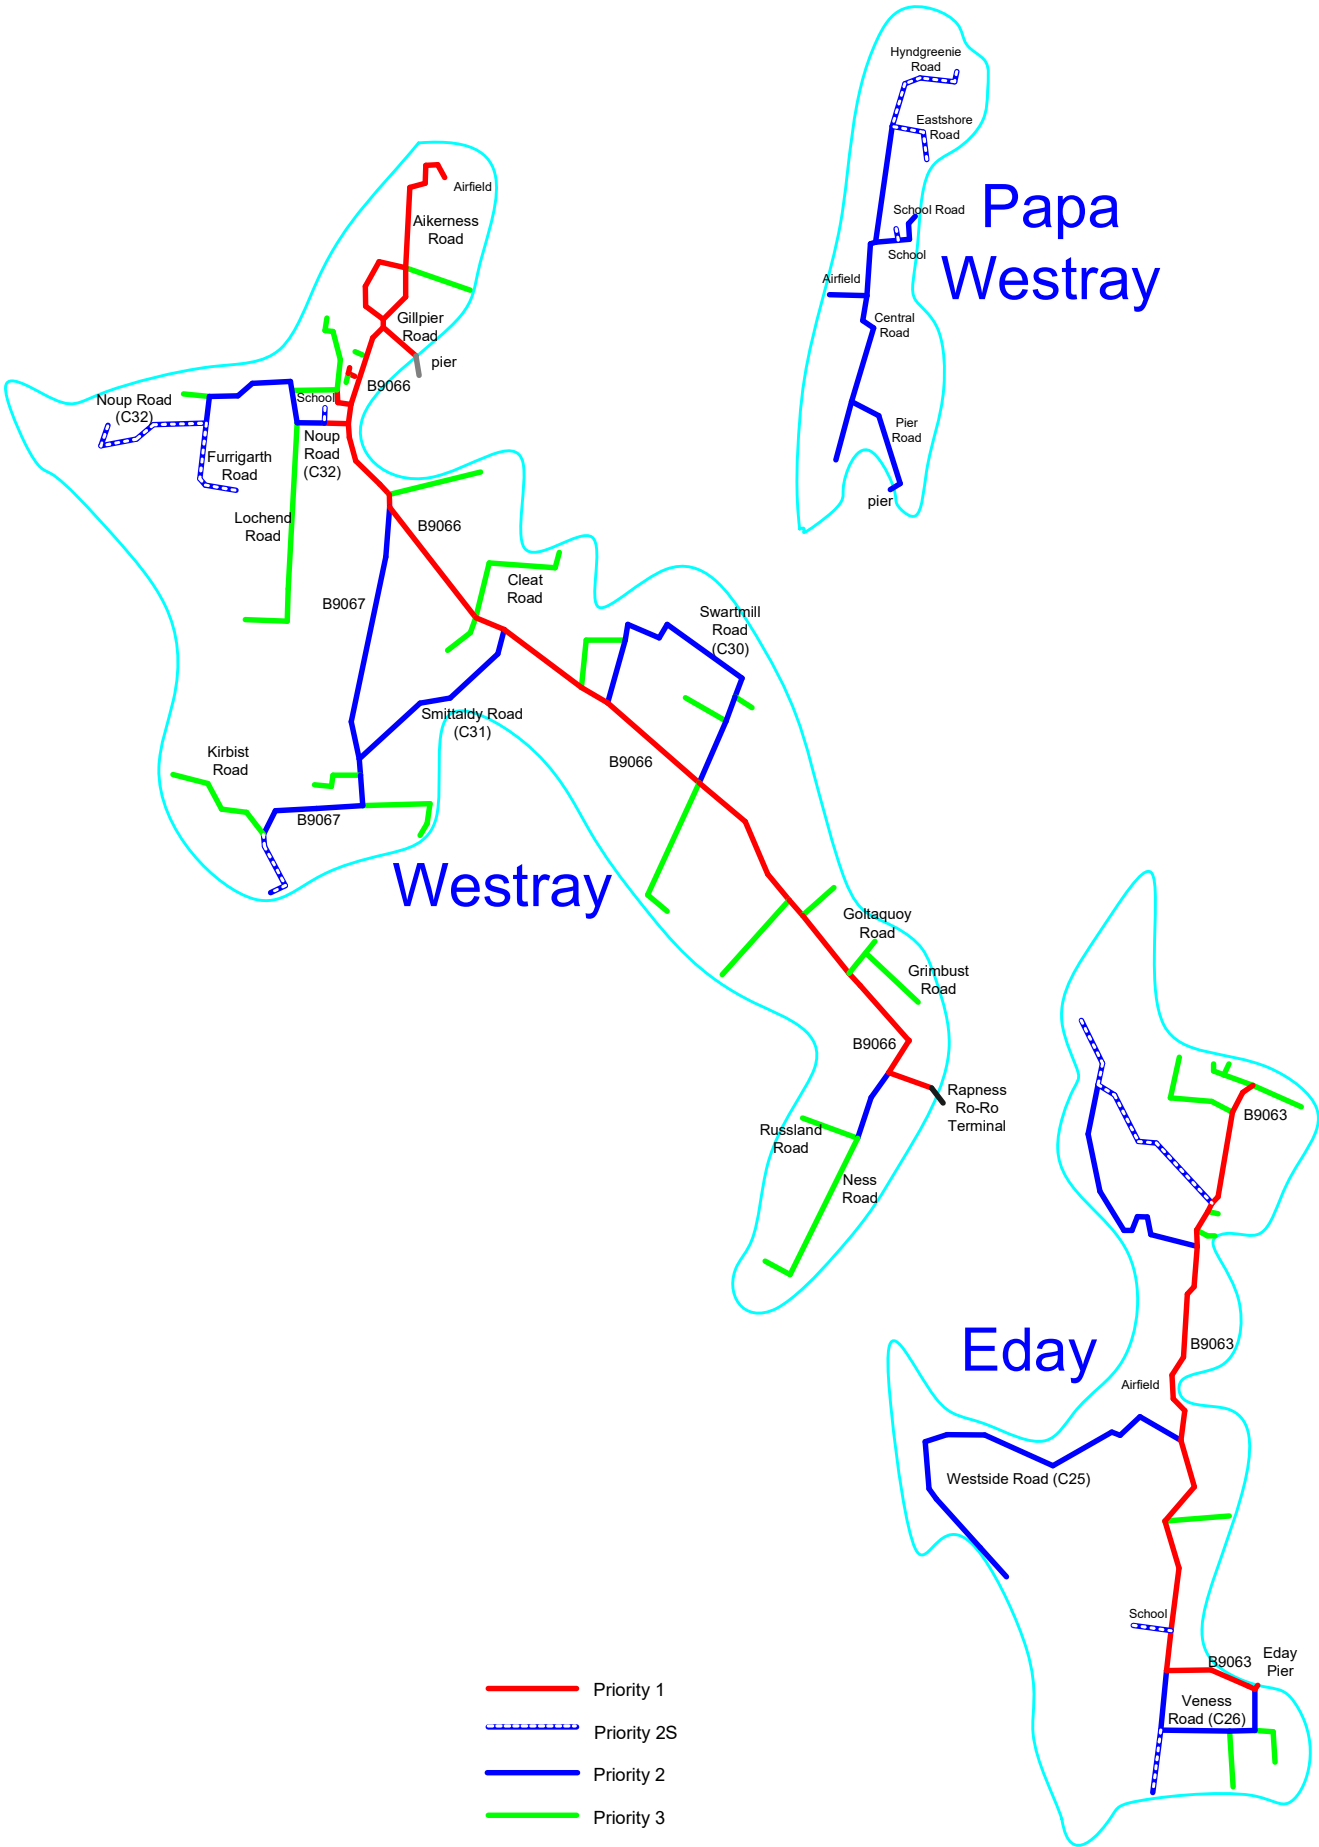 Hyndgreenie
Road
Eastshore
Road
Papa
Westray
School Road
School
Airfield
Central
Road
Pier
Road
pier
Airfield
Aikerness
Road
Gillpier
Road
pier
B9066
School
Noup Road
(C32)
Noup
Road
(C32)
Furrigarth
Road
Lochend
Road
B9066
Cleat
Road
B9067
Swartmill
Road
(C30)
Smittaldy Road
(C31)
Kirbist
Road
B9066
B9067
Westray
Goltaquoy
Road
Grimbust
Road
B9066
Rapness
Ro-Ro
Terminal
Russland
Road
Ness
Road
B9063
Eday
B9063
Airfield
Westside Road (C25)
School
B9063
Eday
Pier
Veness
Road (C26)
Priority 1
Priority 2S
Priority 2
Priority 3